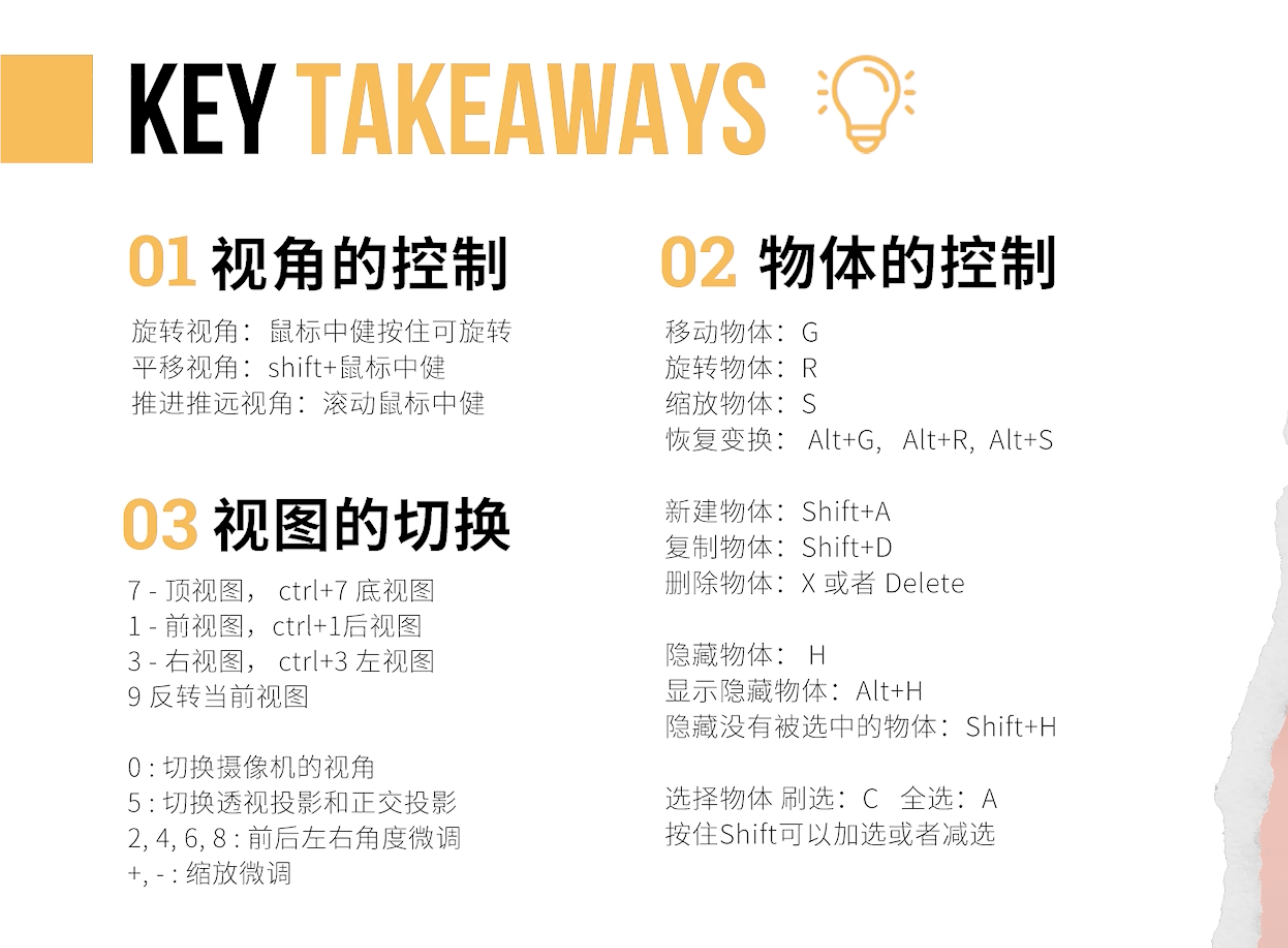 KEY TAKEAWAYS
01 视角的控制
旋转视角：鼠标中健按住可旋转
平移视角：shift+鼠标中健
推进推远视角：滚动鼠标中健
02 物体的控制
移动物体：G
旋转物体：R
缩放物体：S
恢复变换： Alt+G, Alt+R, Alt+S
新建物体：Shift+A
复制物体：Shift+D
删除物体：X 或者 Delete
隐藏物体： H
显示隐藏物体：Alt+H
隐藏没有被选中的物体：Shift+H
选择物体 刷选：C 全选：A
按住Shift可以加选或者减选
03 视图的切换
7 - 顶视图， ctrl+7 底视图
1 - 前视图，ctrl+1后视图
3 - 右视图， ctrl+3 左视图
9 反转当前视图
0 : 切换摄像机的视角
5 : 切换透视投影和正交投影
2, 4, 6, 8 : 前后左右角度微调
+, - : 缩放微调